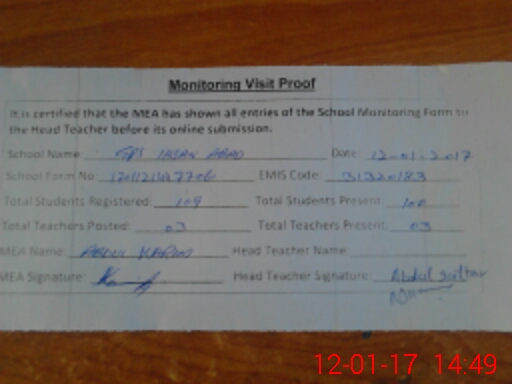 Monitoring Visit Proof
It is certified that the MEA has shown all entries of the School Monitoring Form to
the Head Teacher before its online submission.
School Name: GPS IHSAN ABAD Date: 12-01-2017
School Form No: EMIS Code: 31320183
Total Students Registered: 109 Total Students Present: 100
Total Teachers Posted: 03 Total Teachers Present: 03
MEA Name: ABDUL KARIM Head Teacher Name:
MEA Signature: Head Teacher Signature: Abdul Sattar
12-01-17 14:49